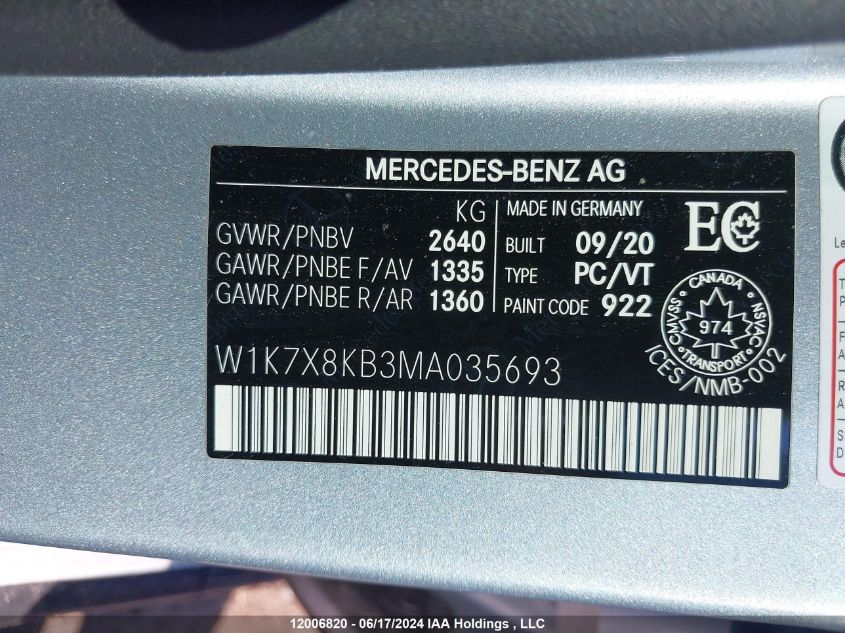 MERCEDES-BENZ AG
KG
GVWR/PNBV 2640
GAWR/PNBE F/AV 1335
GAWR/PNBE R/AR 1360
MADE IN GERMANY
BUILT 09/20
TYPE PC/VT
PAINT CODE 922
EC
CANADA
CMVSS 974 NSVAC
TRANSPORT
ICES/NMB-002
W1K7X8KB3MA035693
12006820 - 06/17/2024 IAA Holdings , LLC